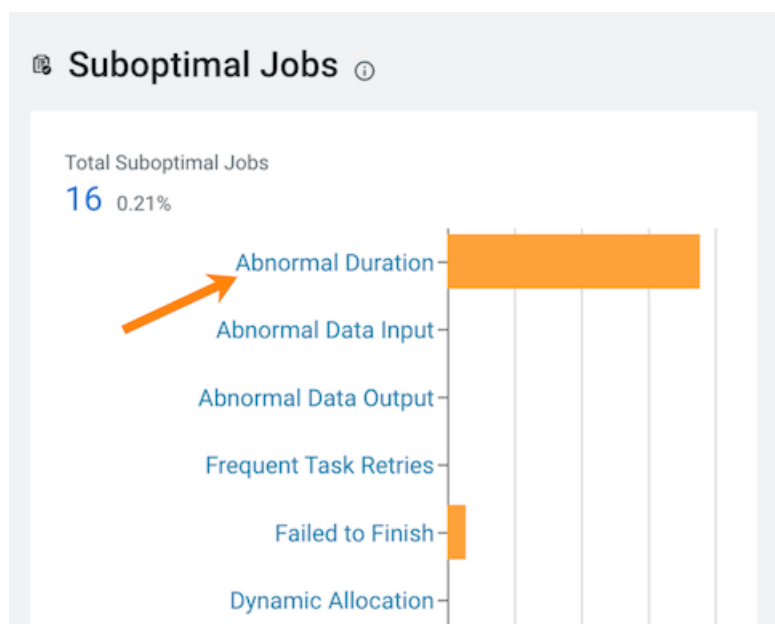 Suboptimal Jobs
Total Suboptimal Jobs
16 0.21%
Abnormal Duration
Abnormal Data Input
Abnormal Data Output
Frequent Task Retries
Failed to Finish
Dynamic Allocation